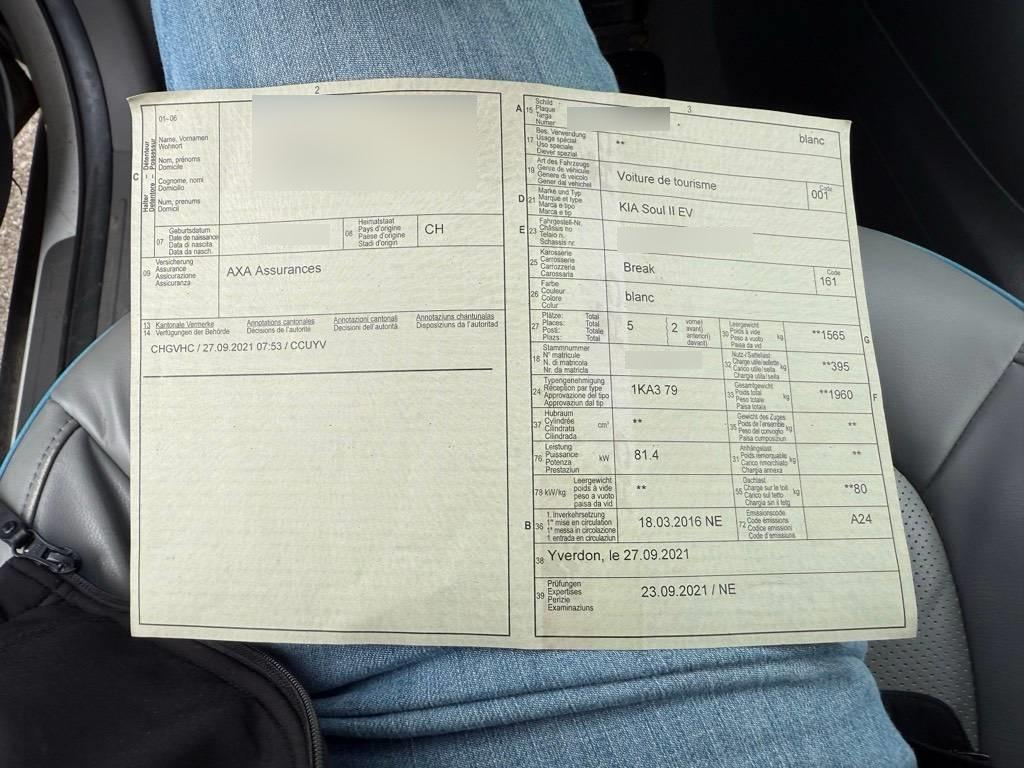 2
01–06
Name, Vornamen
Wohnort
Nom, prénoms
Domicile
Cognome, nomi
Domicilio
Num, prenums
Domicil
C
Halter – Détenteur
Detentore – Possessur
07
Geburtsdatum
Date de naissance
Data di nascita
Data da nasch.
08
Heimatstaat
Pays d'origine
Paese d'origine
Stadi d'origin
CH
09
Versicherung
Assurance
Assicurazione
Assicuranza
AXA Assurances
13 Kantonale Vermerke Annotations cantonales Annotazioni cantonali Annotaziuns chantunalas
14 Verfügungen der Behörde Décisions de l'autorité Decisioni dell'autorità Disposiziuns da l'autoritad
CHGVHC / 27.09.2021 07:53 / CCUYV
3
A 15
Schild
Plaque
Targa
Numer
blanc
17
Bes. Verwendung
Usage spécial
Uso speciale
Diever spezial
**
19
Art des Fahrzeugs
Genre de véhicule
Genere di veicolo
Gener dal vehichel
Voiture de tourisme
Code
001
D 21
Marke und Typ
Marque et type
Marca e tipo
Marca e tip
KIA Soul II EV
E 23
Fahrgestell-Nr.
Châssis no
Telaio n.
Schassis nr.
25
Karosserie
Carrosserie
Carrozzeria
Carossaria
Break
Code
161
26
Farbe
Couleur
Colore
Colur
blanc
27
Plätze: Total
Places: Total
Posti: Totale
Plazs: Total
5
2
vorne)
avant)
anteriori)
davant)
30
Leergewicht
Poids à vide
Peso a vuoto
Paisa da vid
kg
**1565
G
18
Stammnummer
N° matricule
N. di matricola
Nr. da matricla
32
Nutz-/Sattellast
Charge utile/sellette
Carico utile/sella
Chargia utila/sella
kg
**395
24
Typengenehmigung
Réception par type
Approvazione del tipo
Approvaziun dal tip
1KA3 79
33
Gesamtgewicht
Poids total
Peso totale
Paisa totala
kg
**1960
F
37
Hubraum
Cylindrée
Cilindrata
Cilindrada
cm³
**
35
Gewicht des Zuges
Poids de l'ensemble
Peso del convoglio
Paisa cumposiziun
kg
**
76
Leistung
Puissance
Potenza
Prestaziun
kW
81.4
31
Anhängelast
Poids remorquable
Carico rimorchiato
Chargia annexa
kg
**
78 kW/kg
Leergewicht
poids à vide
peso a vuoto
paisa da vid
**
55
Dachlast
Charge sur le toit
Carico sul tetto
Chargia sin il tetg
kg
**80
B 36
1. Inverkehrsetzung
1re mise en circulation
1a messa in circolazione
1. entrada en circulaziun
18.03.2016 NE
72
Emissionscode
Code émissions
Codice emissioni
Code d'emissiuns
A24
38
Yverdon, le 27.09.2021
39
Prüfungen
Expertises
Perizie
Examinaziuns
23.09.2021 / NE